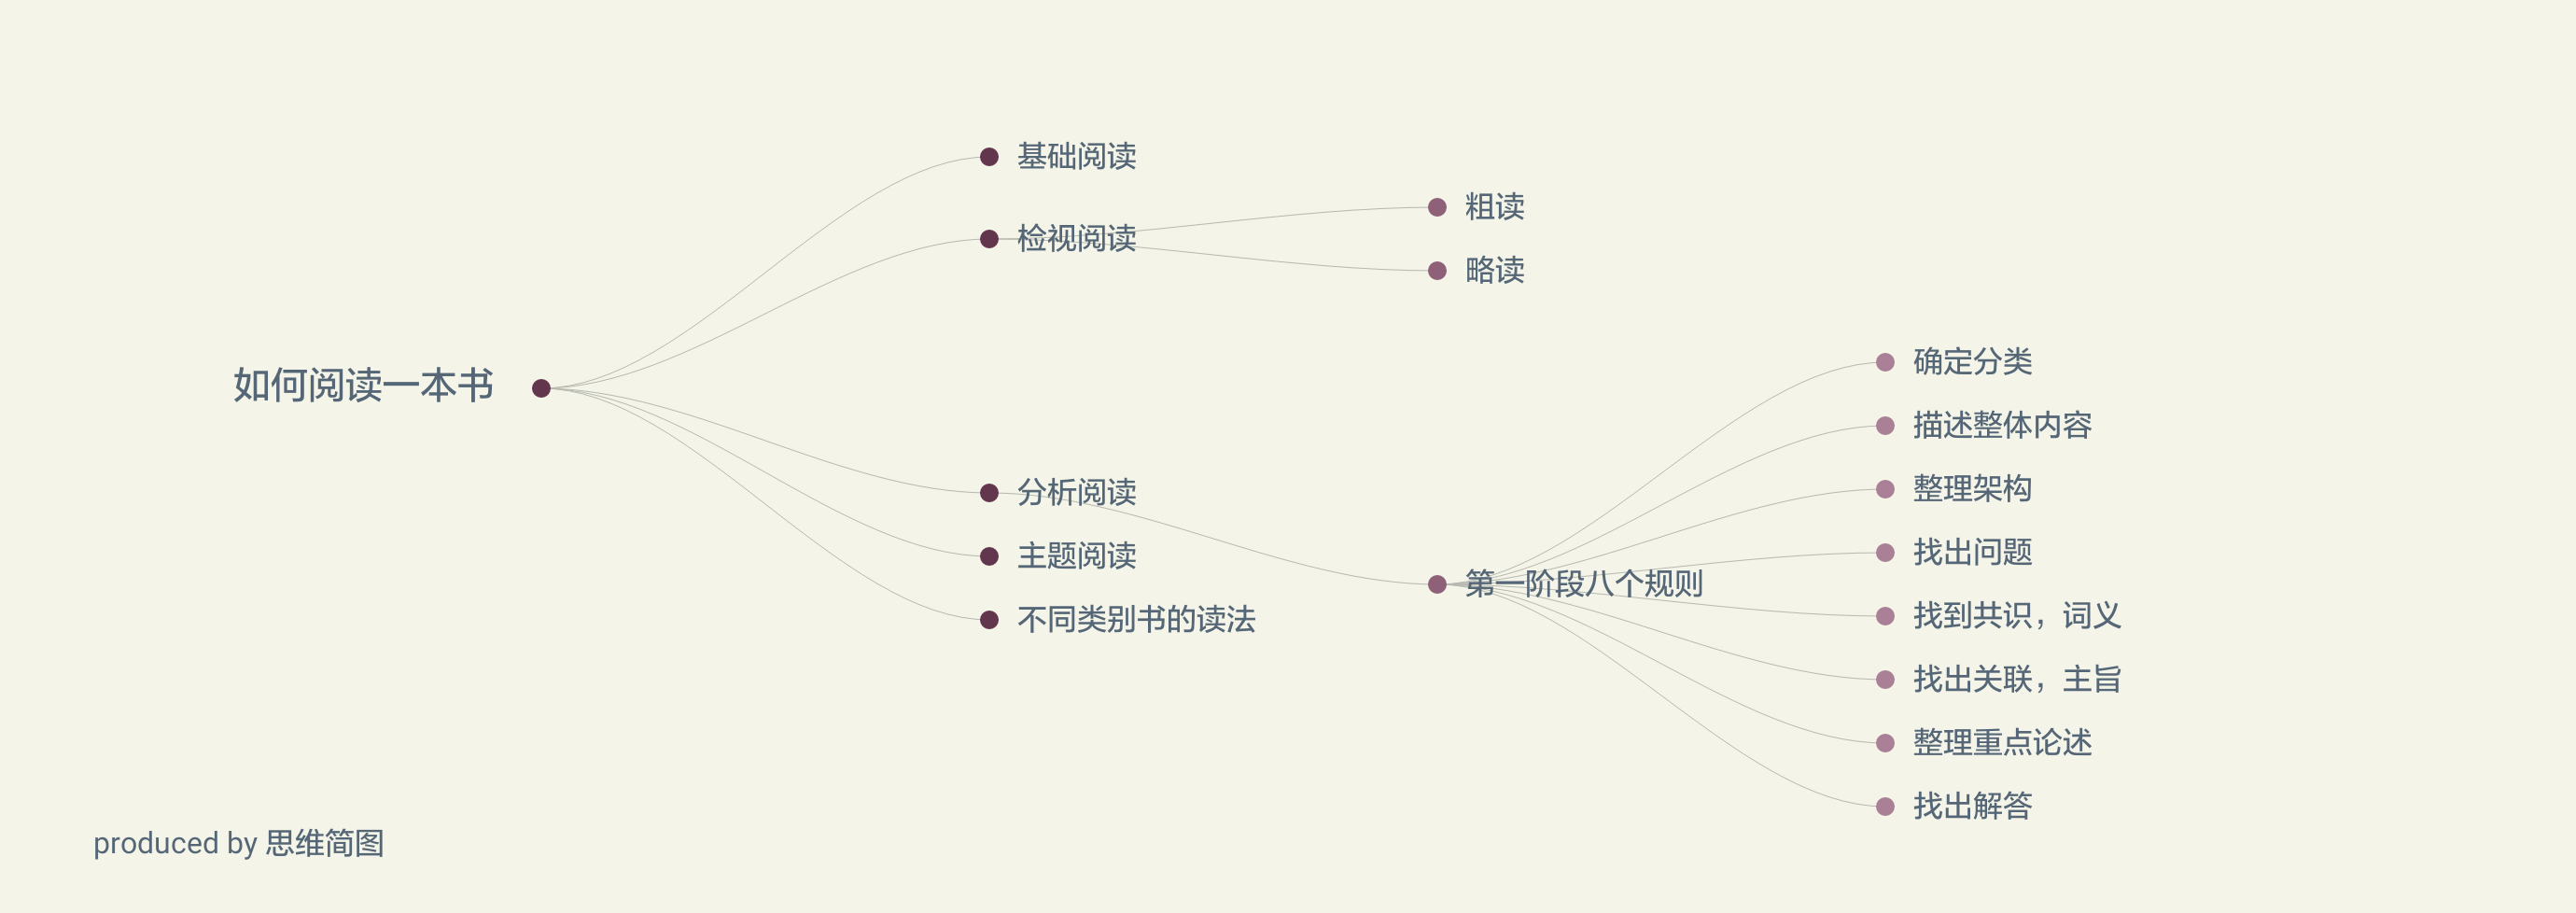 如何阅读一本书
基础阅读
检视阅读
粗读
略读
分析阅读
第一阶段八个规则
确定分类
描述整体内容
整理架构
找出问题
找到共识，词义
找出关联，主旨
整理重点论述
找出解答
主题阅读
不同类别书的读法
produced by 思维简图